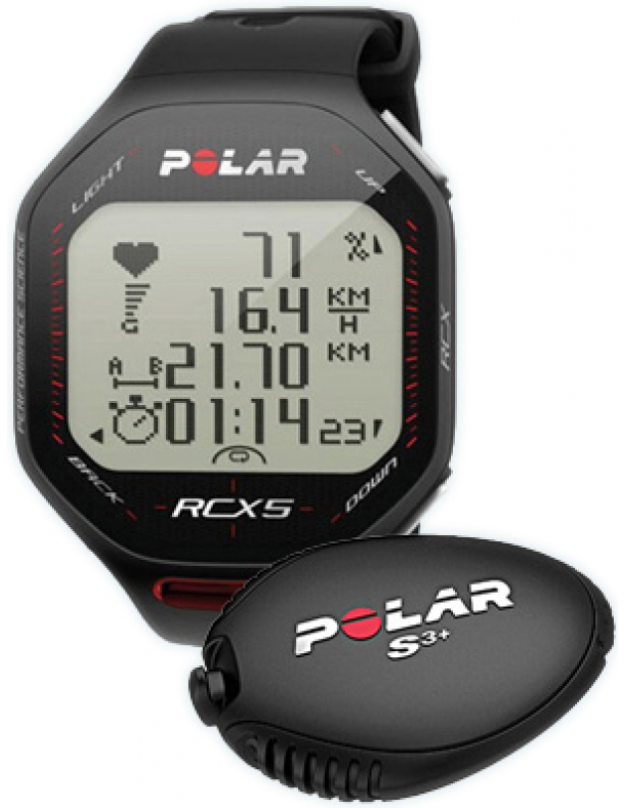 POLAR
LIGHT
UP
PERFORMANCE SCIENCE
71 %
16.4 KM/H
A B 21.70 KM
01:14 23
RCX
BACK
DOWN
RCX5
POLAR
S3+